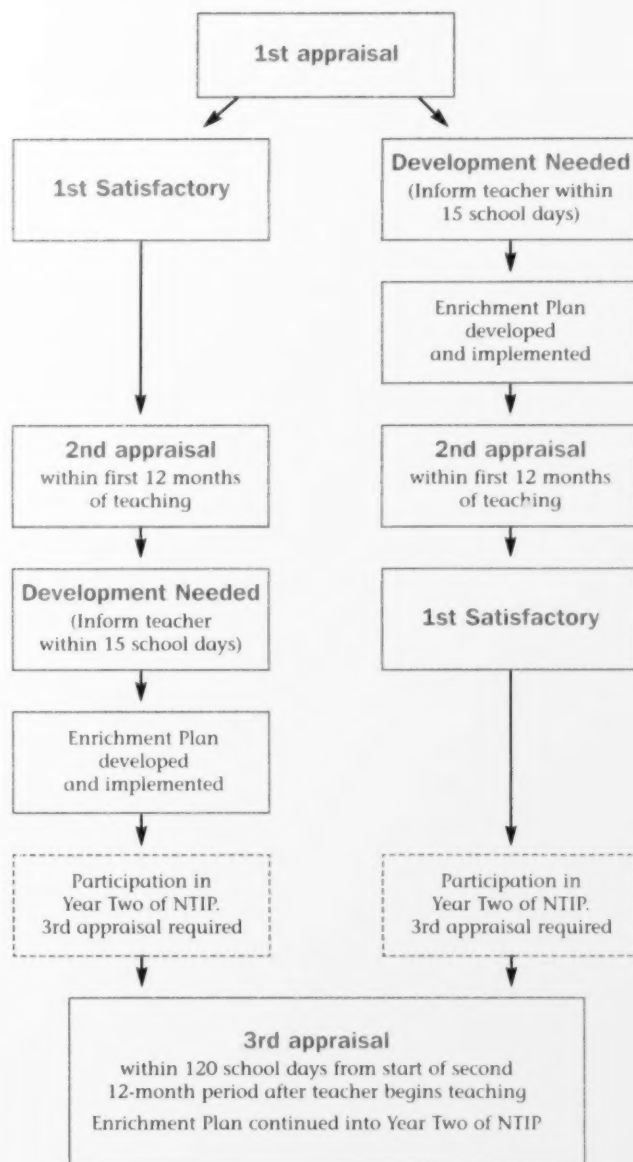 1st appraisal
1st Satisfactory
Development Needed
(Inform teacher within
15 school days)
Enrichment Plan
developed
and implemented
2nd appraisal
within first 12 months
of teaching
2nd appraisal
within first 12 months
of teaching
Development Needed
(Inform teacher
within 15 school days)
1st Satisfactory
Enrichment Plan
developed
and implemented
Participation in
Year Two of NTIP.
3rd appraisal required
Participation in
Year Two of NTIP.
3rd appraisal required
3rd appraisal
within 120 school days from start of second
12-month period after teacher begins teaching
Enrichment Plan continued into Year Two of NTIP